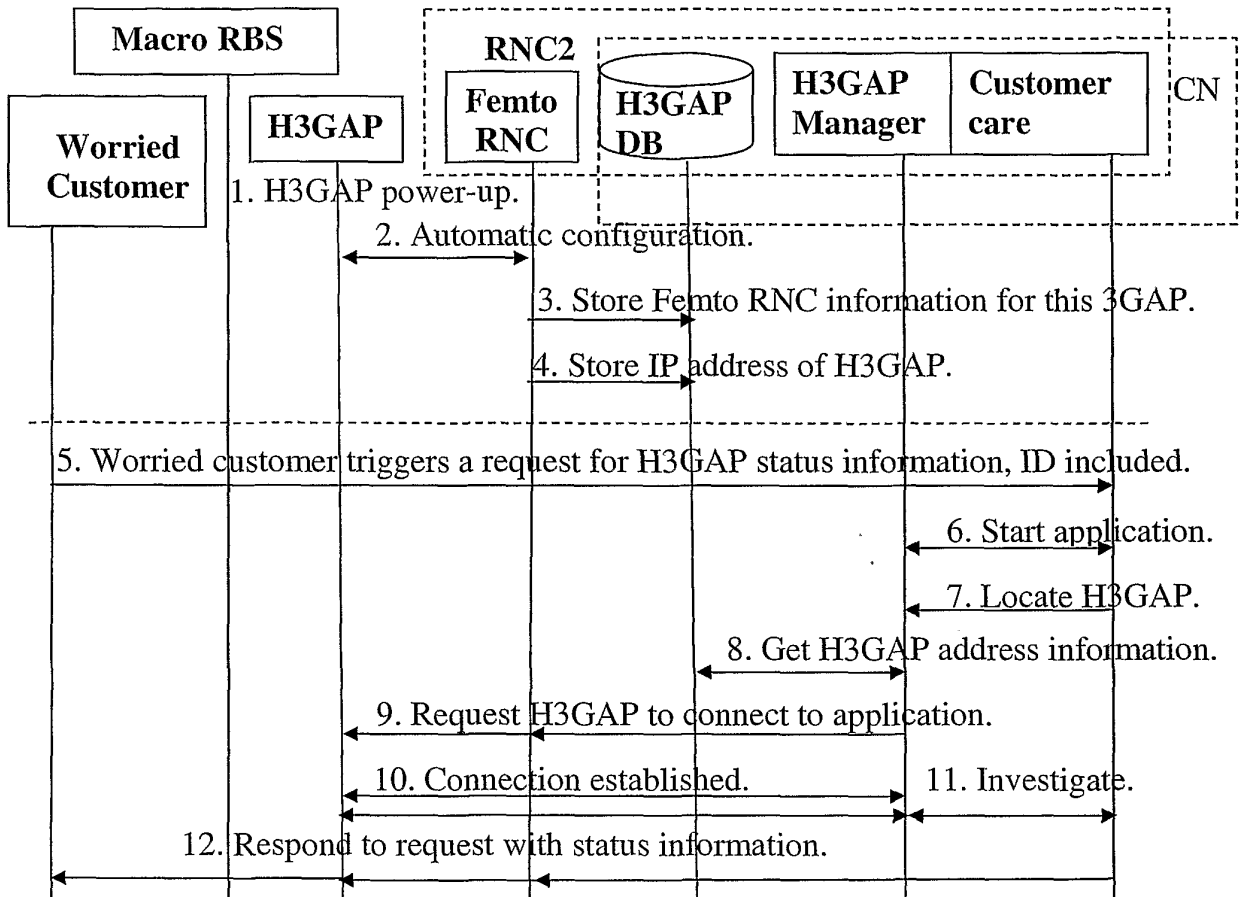 Macro RBS
RNC2
CN
Worried
Customer
H3GAP
Femto
RNC
H3GAP
DB
H3GAP
Manager
Customer
care
1. H3GAP power-up.
2. Automatic configuration.
3. Store Femto RNC information for this 3GAP.
4. Store IP address of H3GAP.
5. Worried customer triggers a request for H3GAP status information, ID included.
6. Start application.
7. Locate H3GAP.
8. Get H3GAP address information.
9. Request H3GAP to connect to application.
10. Connection established.
11. Investigate.
12. Respond to request with status information.